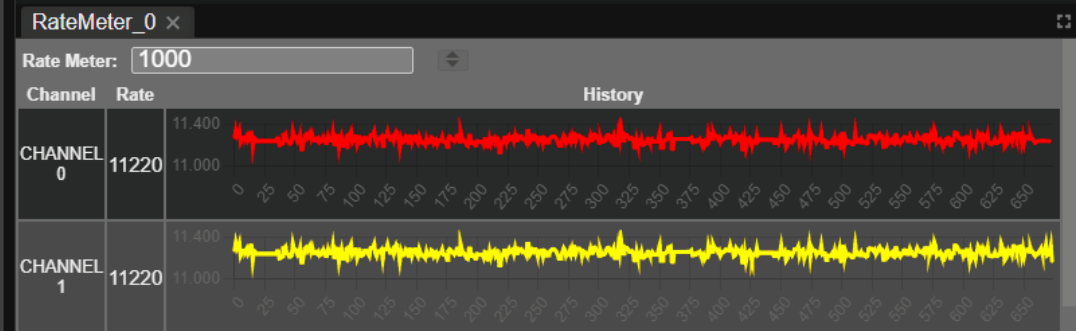 RateMeter_0 ×
Rate Meter: 1000
Channel Rate History
CHANNEL 0
11220
11.400
11.000
0 25 50 75 100 125 150 175 200 225 250 275 300 325 350 375 400 425 450 475 500 525 550 575 600 625 650
CHANNEL 1
11220
11.400
11.000
0 25 50 75 100 125 150 175 200 225 250 275 300 325 350 375 400 425 450 475 500 525 550 575 600 625 650